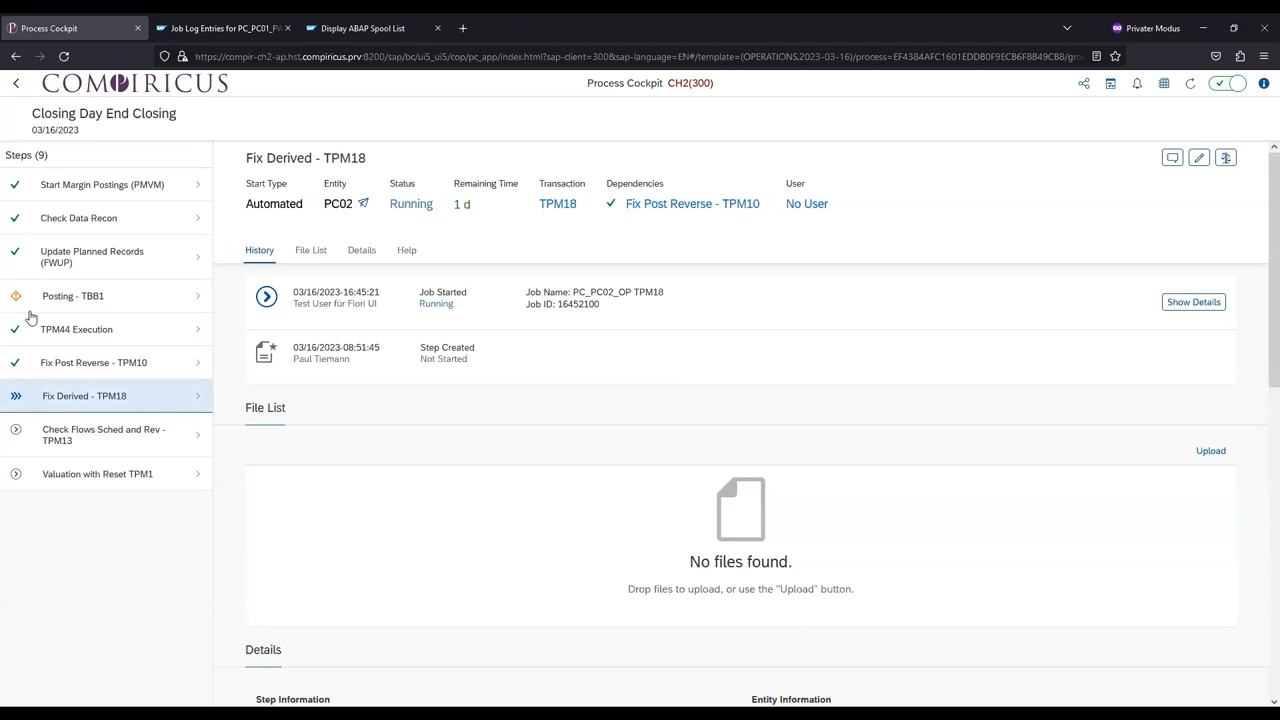 Process Cockpit
Job Log Entries for PC_PC01_FW
Display ABAP Spool List
Privater Modus
https://compir-ch2-ap.hst.compiricus.prv:8200/sap/bc/ui5_ui5/cop/pc_app/index.html?sap-client=300&sap-language=EN#/template=(OPERATIONS,2023-03-16)/process=EF4384AFC1601EDDB0F9ECB6F8B49CB8/gro
COMPIRICUS
Process Cockpit CH2(300)
Closing Day End Closing
03/16/2023
Steps (9)
Start Margin Postings (PMVM)
Check Data Recon
Update Planned Records
(FWUP)
Posting - TBB1
TPM44 Execution
Fix Post Reverse - TPM10
Fix Derived - TPM18
Check Flows Sched and Rev -
TPM13
Valuation with Reset TPM1
Fix Derived - TPM18
Start Type Entity Status Remaining Time Transaction Dependencies User
Automated PC02 Running 1 d TPM18 Fix Post Reverse - TPM10 No User
History File List Details Help
03/16/2023-16:45:21 Job Started Job Name: PC_PC02_OP TPM18
Test User für Fiori UI Running Job ID: 16452100
Show Details
03/16/2023-08:51:45 Step Created
Paul Tiemann Not Started
File List
Upload
No files found.
Drop files to upload, or use the "Upload" button.
Details
Step Information Entity Information